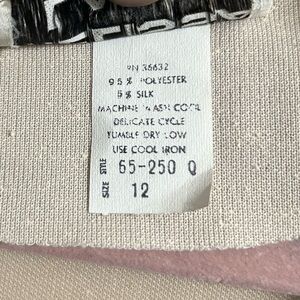 RN 36632
95% POLYESTER
5% SILK
MACHINE WASH COOL
DELICATE CYCLE
TUMBLE DRY LOW
USE COOL IRON
STYLE 65-250 Q
SIZE 12